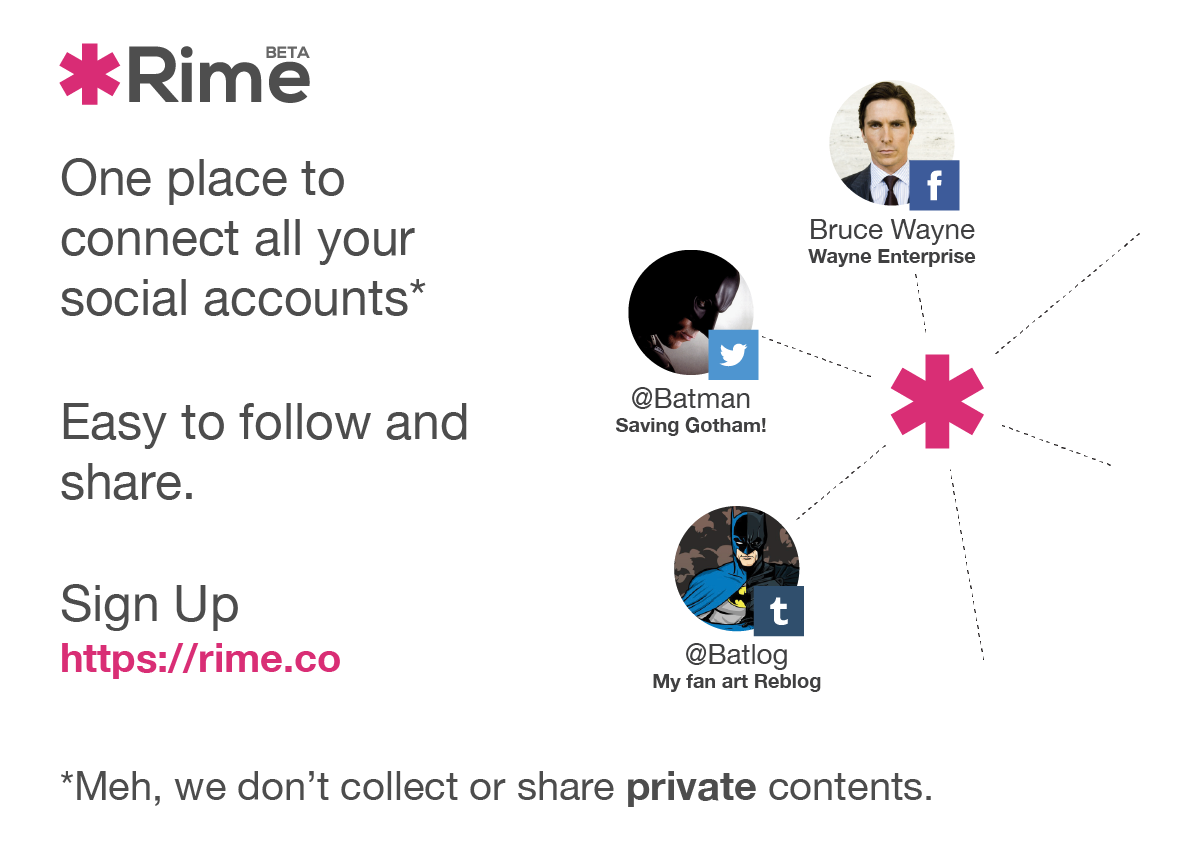 *Rime BETA
One place to
connect all your
social accounts*
Easy to follow and
share.
Sign Up
https://rime.co
f
Bruce Wayne
Wayne Enterprise
@Batman
Saving Gotham!
t
@Batlog
My fan art Reblog
*Meh, we don’t collect or share private contents.